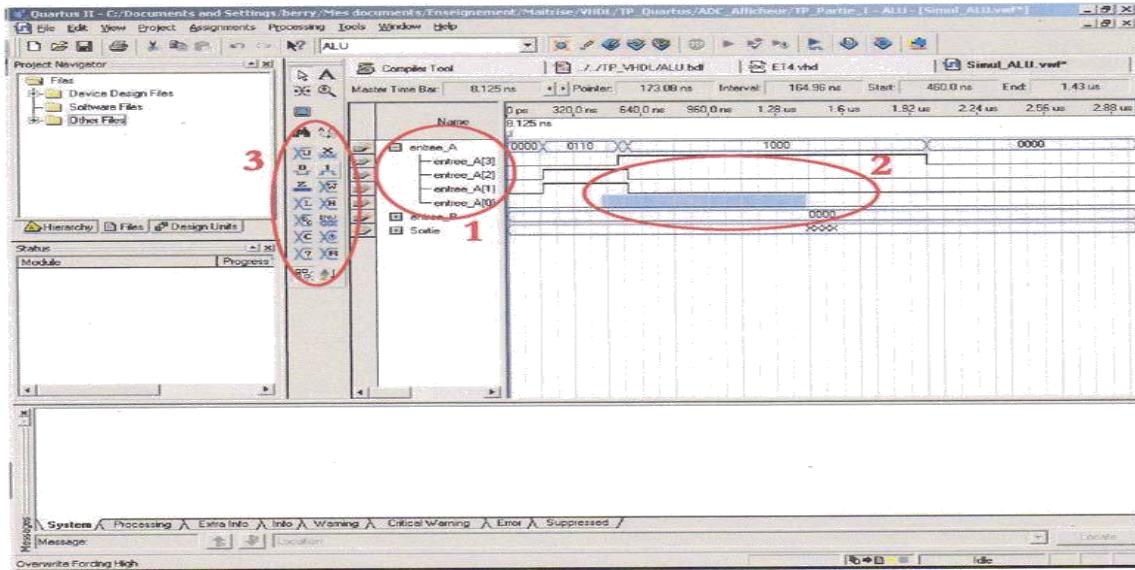 Quartus II - C:/Documents and Settings/berry/Mes documents/Enseignement/Maitrise/VHDL/TP_Quartus/ADC_Afficheur/TP_Partie_1 - ALU - [Simul_ALU.vwf*]
File Edit View Project Assignments Processing Tools Window Help
ALU
Project Navigator
Files
Device Design Files
Software Files
Other Files
Hierarchy Files Design Units
Status
Module Progress
Compiler Tool
../../TP_VHDL/ALU.bdf
ET4.vhd
Simul_ALU.vwf*
Master Time Bar: 8.125 ns Pointer: 173.08 ns Interval: 164.96 ns Start: 460.0 ns End: 1.43 us
Name
0 ps 320.0 ns 640.0 ns 960.0 ns 1.28 us 1.6 us 1.92 us 2.24 us 2.56 us 2.88 us
8.125 ns
entree_A 0000 0110 1000 0000
entree_A[3]
entree_A[2]
entree_A[1]
entree_A[0]
entree_B 0000
Sortie XXXX
3
1
2
System Processing Extra Info Info Warning Critical Warning Error Suppressed
Messages
Message:
Location:
Locate
Overwrite Forcing High
Idle